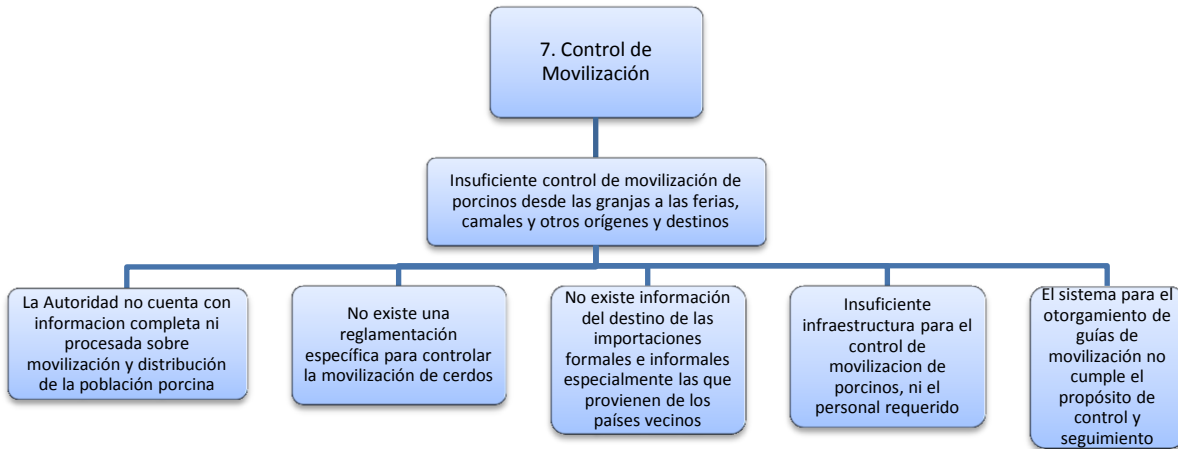 7. Control de
Movilización
Insuficiente control de movilización de
porcinos desde las granjas a las ferias,
camales y otros orígenes y destinos
La Autoridad no cuenta con
informacion completa ni
procesada sobre
movilización y distribución
de la población porcina
No existe una
reglamentación
específica para controlar
la movilización de cerdos
No existe información
del destino de las
importaciones
formales e informales
especialmente las que
provienen de los
países vecinos
Insuficiente
infraestructura para el
control de
movilizacion de
porcinos, ni el
personal requerido
El sistema para el
otorgamiento de
guías de
movilización no
cumple el
propósito de
control y
seguimiento